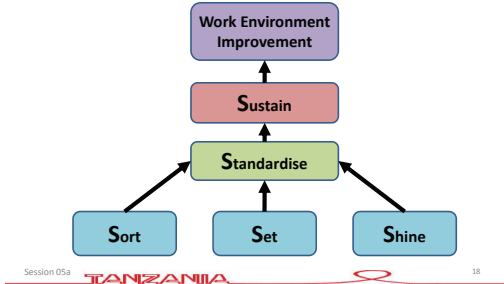 Work Environment
Improvement
Sustain
Standardise
Sort
Set
Shine
Session 05a
TANZANIA
18